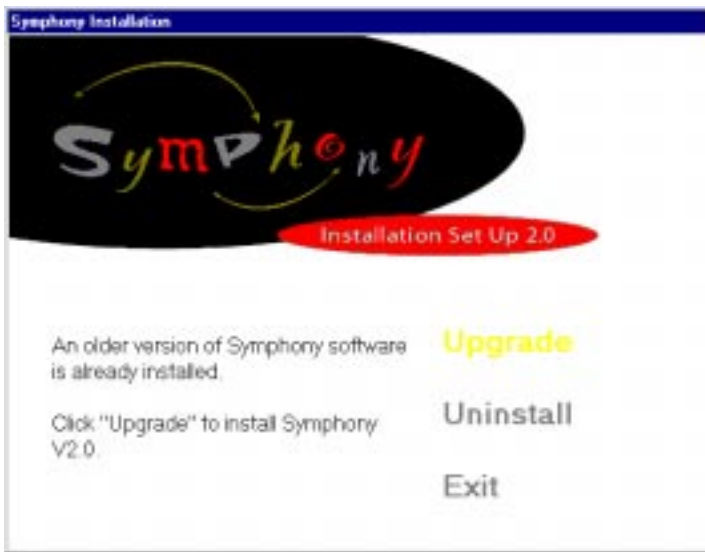 Symphony Installation
Symphony
Installation Set Up 2.0
An older version of Symphony software
is already installed.
Click "Upgrade" to install Symphony
V2.0.
Upgrade
Uninstall
Exit